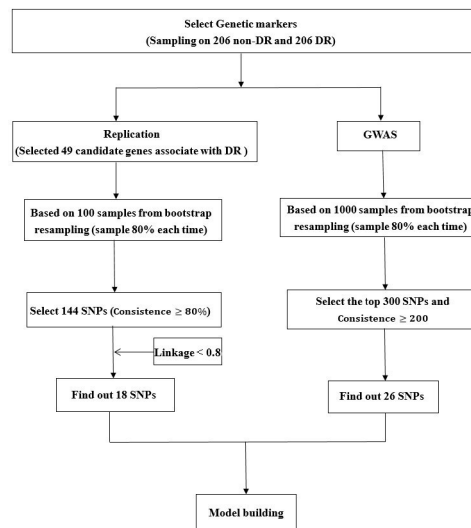 Select Genetic markers
(Sampling on 206 non-DR and 206 DR)
Replication
(Selected 49 candidate genes associate with DR )
GWAS
Based on 100 samples from bootstrap
resampling (sample 80% each time)
Based on 1000 samples from bootstrap
resampling (sample 80% each time)
Select 144 SNPs (Consistence ≥ 80%)
Select the top 300 SNPs and
Consistence ≥ 200
Linkage < 0.8
Find out 18 SNPs
Find out 26 SNPs
Model building